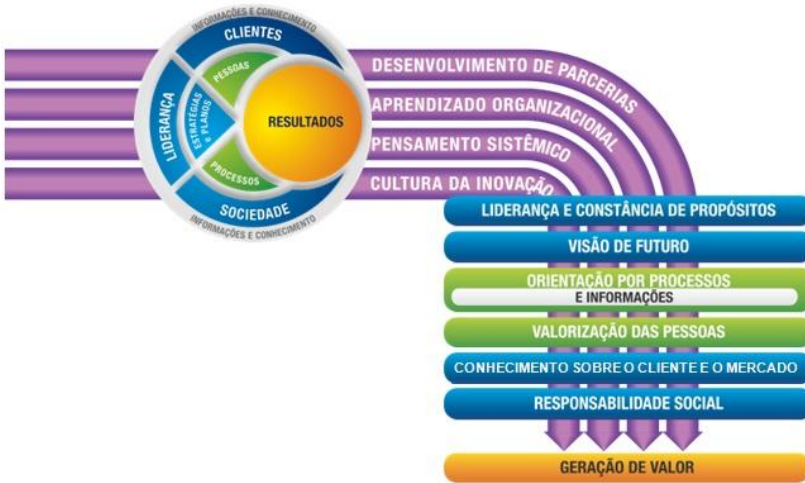 INFORMAÇÕES E CONHECIMENTO
CLIENTES
PESSOAS
LIDERANÇA
ESTRATÉGIAS
e PLANOS
RESULTADOS
PROCESSOS
SOCIEDADE
INFORMAÇÕES E CONHECIMENTO
DESENVOLVIMENTO DE PARCERIAS
APRENDIZADO ORGANIZACIONAL
PENSAMENTO SISTÊMICO
CULTURA DA INOVAÇÃO
LIDERANÇA E CONSTÂNCIA DE PROPÓSITOS
VISÃO DE FUTURO
ORIENTAÇÃO POR PROCESSOS
E INFORMAÇÕES
VALORIZAÇÃO DAS PESSOAS
CONHECIMENTO SOBRE O CLIENTE E O MERCADO
RESPONSABILIDADE SOCIAL
GERAÇÃO DE VALOR